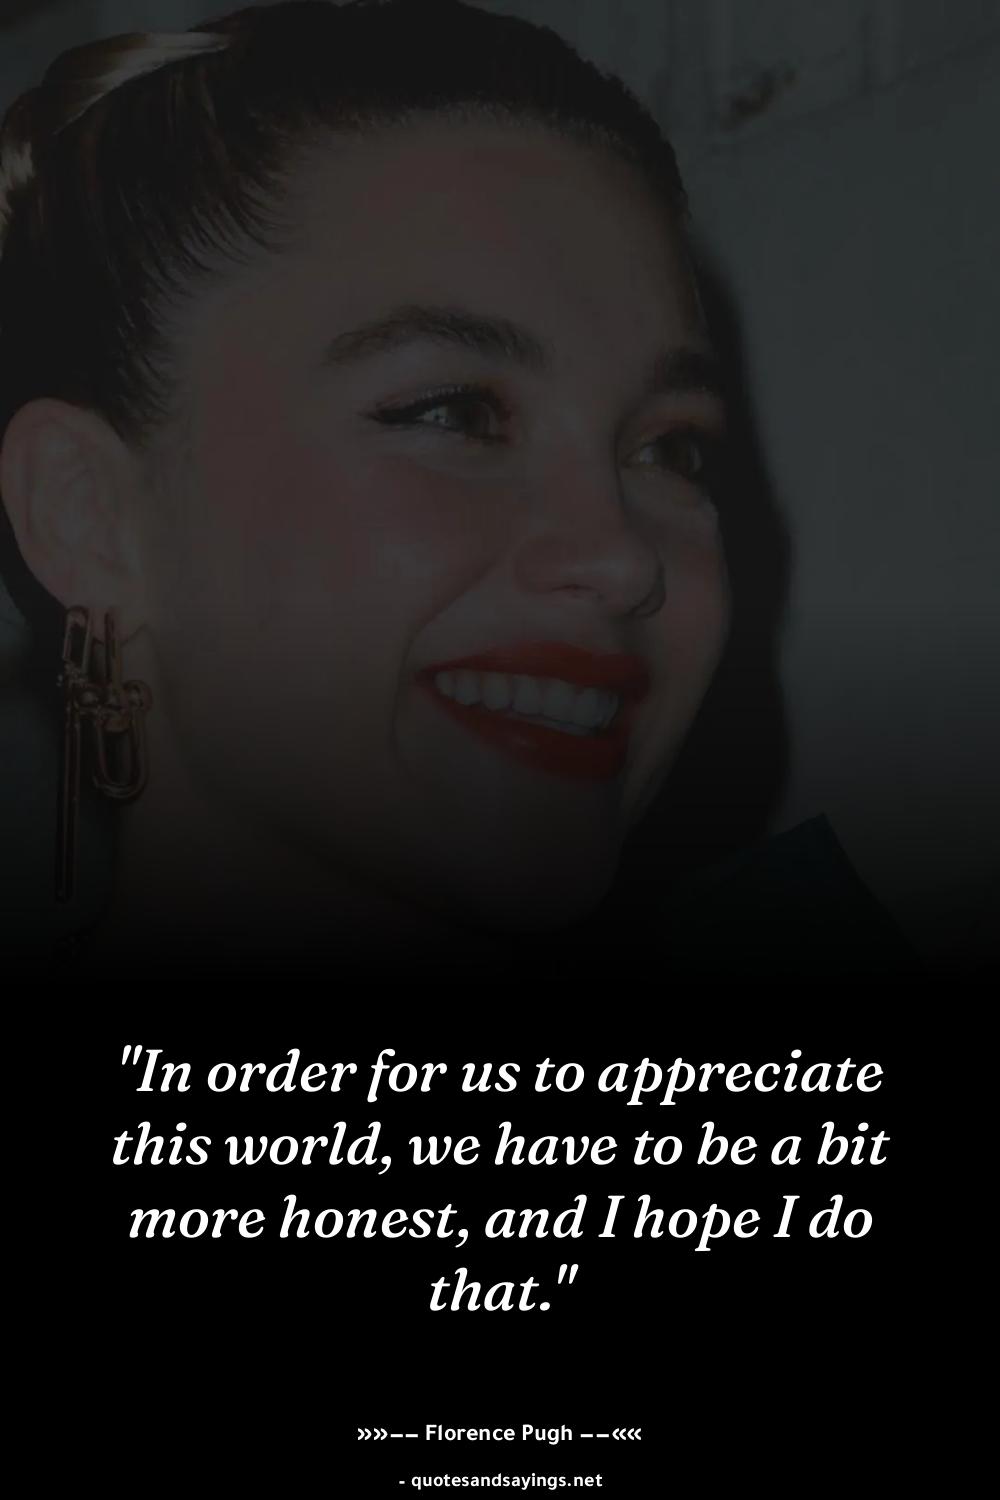 "In order for us to appreciate
this world, we have to be a bit
more honest, and I hope I do
that."
»»−− Florence Pugh −−««
- quotesandsayings.net